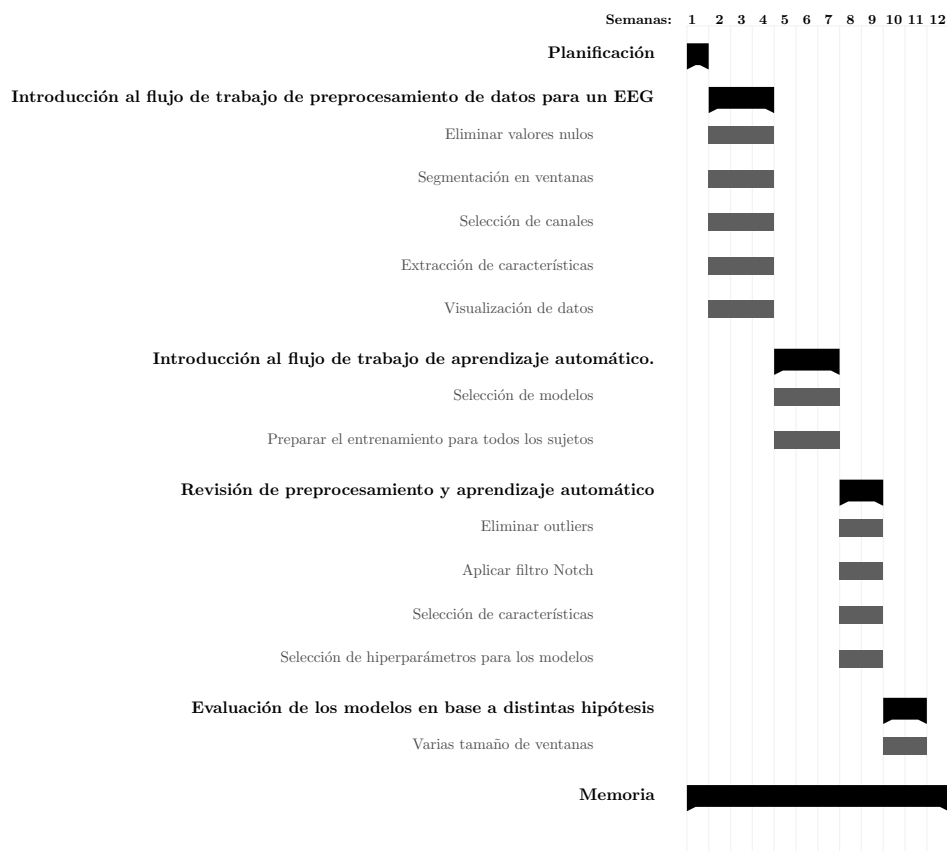 Semanas: 1 2 3 4 5 6 7 8 9 10 11 12
Planificación
Introducción al flujo de trabajo de preprocesamiento de datos para un EEG
Eliminar valores nulos
Segmentación en ventanas
Selección de canales
Extracción de características
Visualización de datos
Introducción al flujo de trabajo de aprendizaje automático.
Selección de modelos
Preparar el entrenamiento para todos los sujetos
Revisión de preprocesamiento y aprendizaje automático
Eliminar outliers
Aplicar filtro Notch
Selección de características
Selección de hiperparámetros para los modelos
Evaluación de los modelos en base a distintas hipótesis
Varias tamaño de ventanas
Memoria